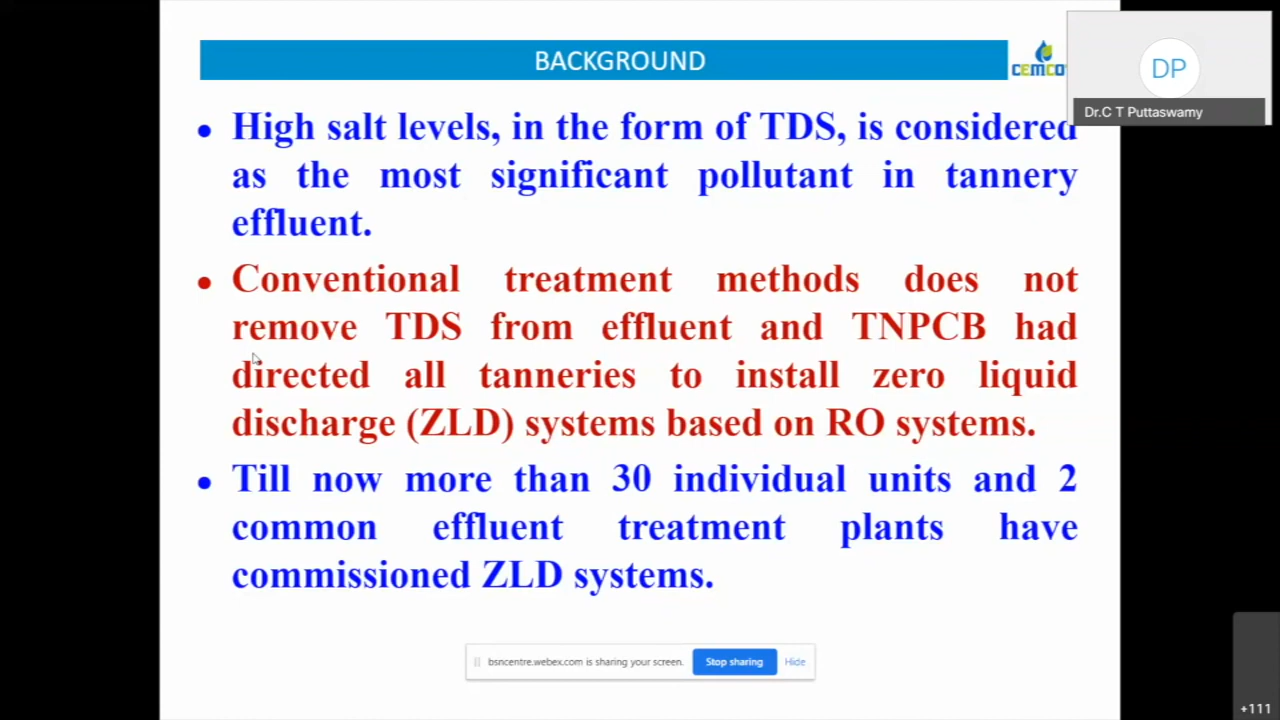 BACKGROUND
CEMCO
DP
Dr.C T Puttaswamy
• High salt levels, in the form of TDS, is considered
as the most significant pollutant in tannery
effluent.
• Conventional treatment methods does not
remove TDS from effluent and TNPCB had
directed all tanneries to install zero liquid
discharge (ZLD) systems based on RO systems.
• Till now more than 30 individual units and 2
common effluent treatment plants have
commissioned ZLD systems.
bsncentre.webex.com is sharing your screen. Stop sharing Hide
+111